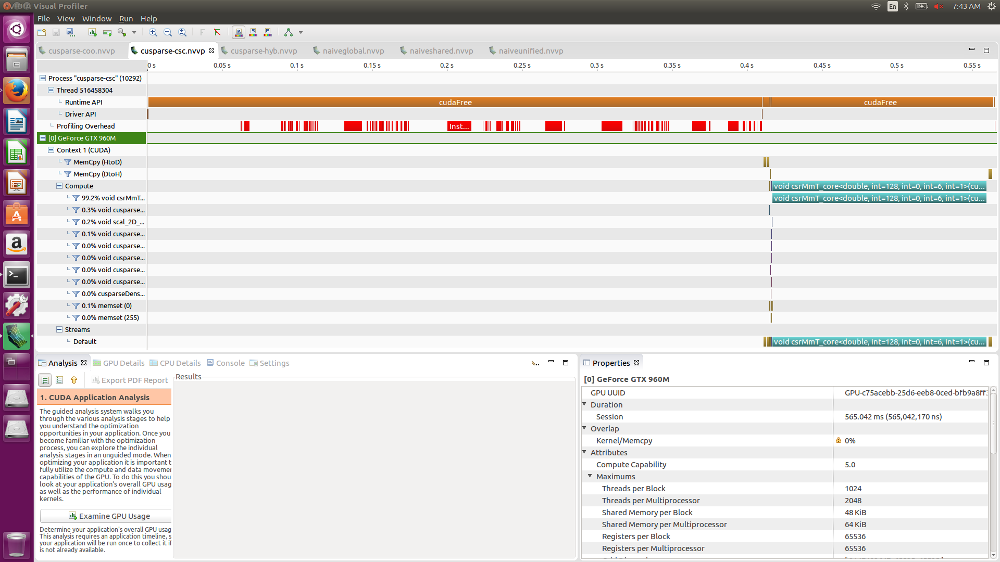 Visual Profiler
En
7:43 AM
File View Window Run Help
K S P
cusparse-coo.nvvp cusparse-csc.nvvp cusparse-hyb.nvvp naiveglobal.nvvp naiveshared.nvvp naiveunified.nvvp
0 s 0.05 s 0.1 s 0.15 s 0.2 s 0.25 s 0.3 s 0.35 s 0.4 s 0.45 s 0.5 s 0.55 s
Process "cusparse-csc" (10292)
Thread 516458304
Runtime API cudaFree cudaFree
Driver API
Profiling Overhead Inst...
[0] GeForce GTX 960M
Context 1 (CUDA)
MemCpy (HtoD)
MemCpy (DtoH)
Compute void csrMmT_core<double, int=128, int=0, int=6, int=1>(cu...
99.2% void csrMmT... void csrMmT_core<double, int=128, int=0, int=6, int=1>(cu...
0.3% void cusparse...
0.2% void scal_2D_...
0.1% void cusparse...
0.0% void cusparse...
0.0% void cusparse...
0.0% void cusparse...
0.0% void cusparse...
0.0% cusparseDens...
0.1% memset (0)
0.0% memset (255)
Streams
Default void csrMmT_core<double, int=128, int=0, int=6, int=1>(cu...
Analysis GPU Details CPU Details Console Settings
Export PDF Report
Results
1. CUDA Application Analysis
The guided analysis system walks you
through the various analysis stages to help
you understand the optimization
opportunities in your application. Once you
become familiar with the optimization
process, you can explore the individual
analysis stages in an unguided mode. When
optimizing your application it is important t
fully utilize the compute and data movemer
capabilities of the GPU. To do this you shou
look at your application's overall GPU usag
as well as the performance of individual
kernels.
Examine GPU Usage
Determine your application's overall GPU usag
This analysis requires an application timeline, s
your application will be run once to collect it if
is not already available.
Properties
[0] GeForce GTX 960M
GPU UUID GPU-c75acebb-25d6-eeb8-0ced-bfb9a8ff
Duration
Session 565.042 ms (565,042,170 ns)
Overlap
Kernel/Memcpy 0%
Attributes
Compute Capability 5.0
Maximums
Threads per Block 1024
Threads per Multiprocessor 2048
Shared Memory per Block 48 KiB
Shared Memory per Multiprocessor 64 KiB
Registers per Block 65536
Registers per Multiprocessor 65536